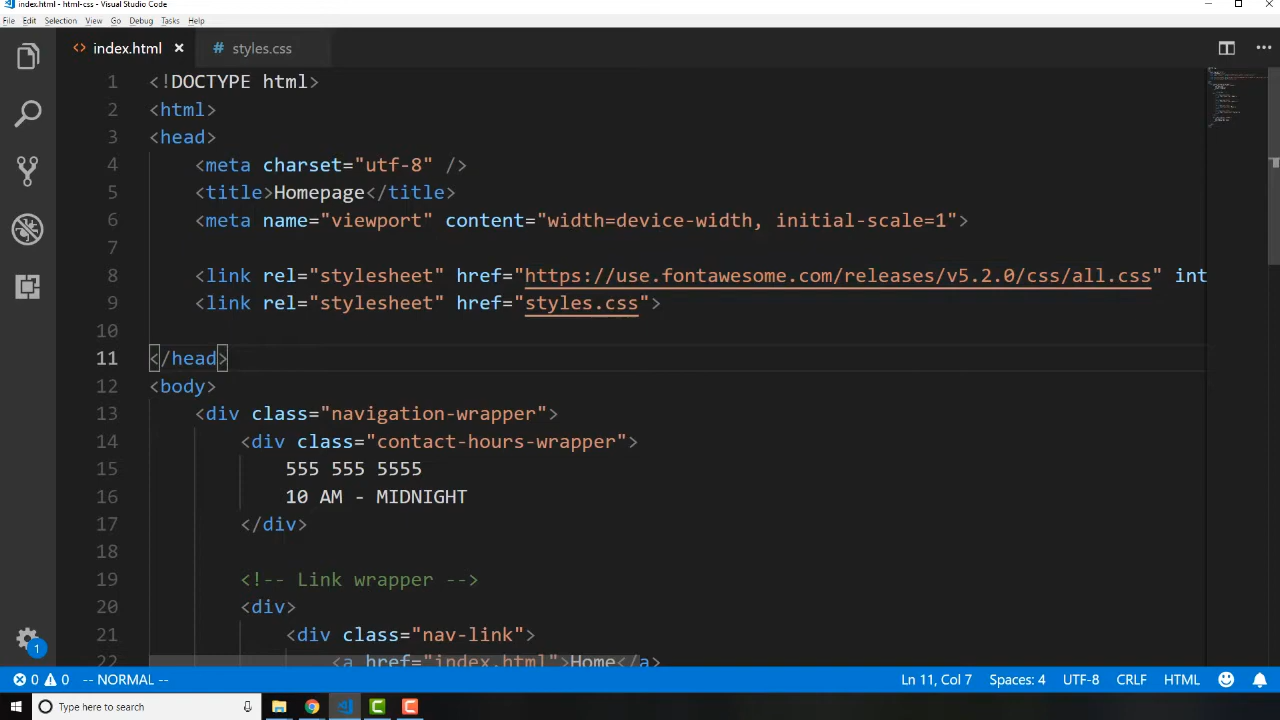 index.html - html-css - Visual Studio Code
File Edit Selection View Go Debug Tasks Help
<> index.html × # styles.css
1 <!DOCTYPE html>
2 <html>
3 <head>
4 <meta charset="utf-8" />
5 <title>Homepage</title>
6 <meta name="viewport" content="width=device-width, initial-scale=1">
7
8 <link rel="stylesheet" href="https://use.fontawesome.com/releases/v5.2.0/css/all.css" int
9 <link rel="stylesheet" href="styles.css">
10
11 </head>
12 <body>
13 <div class="navigation-wrapper">
14 <div class="contact-hours-wrapper">
15 555 555 5555
16 10 AM - MIDNIGHT
17 </div>
18
19 <!-- Link wrapper -->
20 <div>
21 <div class="nav-link">
22 <a href="index.html">Home</a>
1
0 0 -- NORMAL -- Ln 11, Col 7 Spaces: 4 UTF-8 CRLF HTML
Type here to search